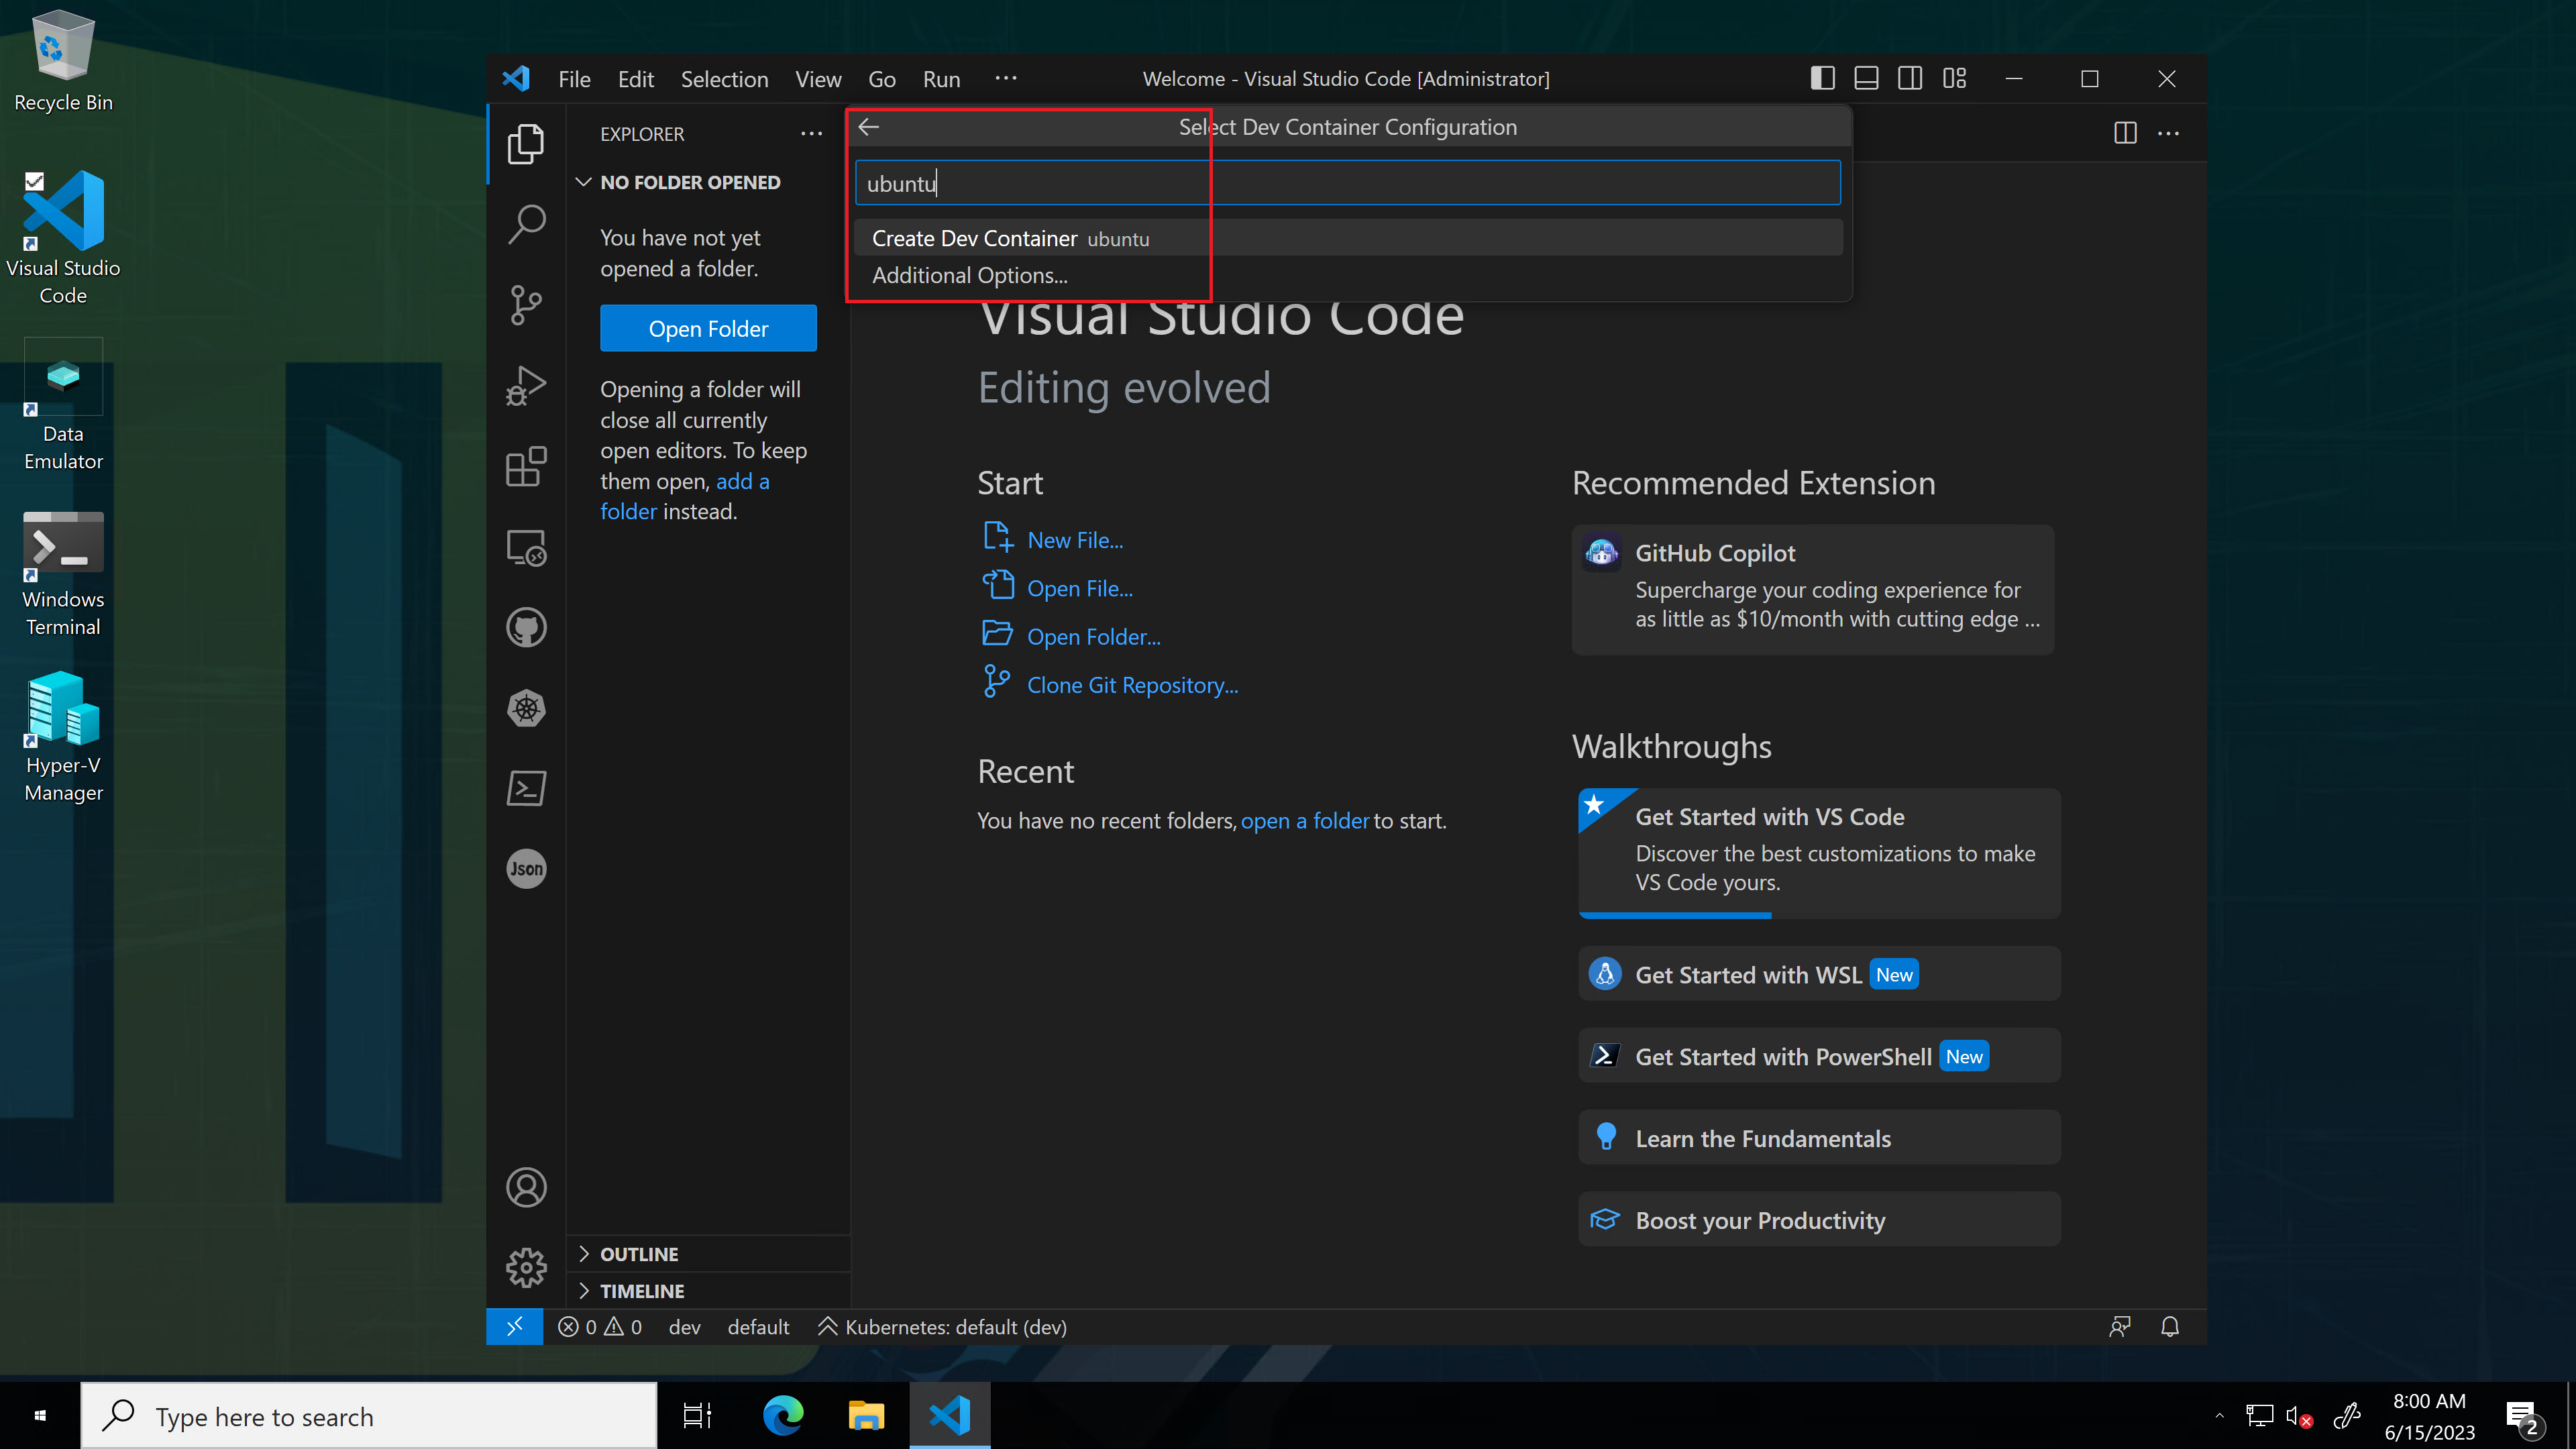 Recycle Bin
Visual Studio
Code
Data
Emulator
Windows
Terminal
Hyper-V
Manager
File Edit Selection View Go Run ···
Welcome - Visual Studio Code [Administrator]
EXPLORER
NO FOLDER OPENED
You have not yet
opened a folder.
Open Folder
Opening a folder will
close all currently
open editors. To keep
them open, add a
folder instead.
Json
OUTLINE
TIMELINE
Select Dev Container Configuration
ubuntu
Create Dev Container ubuntu
Additional Options...
Visual Studio Code
Editing evolved
Start
New File...
Open File...
Open Folder...
Clone Git Repository...
Recent
You have no recent folders, open a folder to start.
Recommended Extension
GitHub Copilot
Supercharge your coding experience for
as little as $10/month with cutting edge ...
Walkthroughs
Get Started with VS Code
Discover the best customizations to make
VS Code yours.
Get Started with WSL New
Get Started with PowerShell New
Learn the Fundamentals
Boost your Productivity
0 0 dev default Kubernetes: default (dev)
Type here to search
8:00 AM
6/15/2023
2